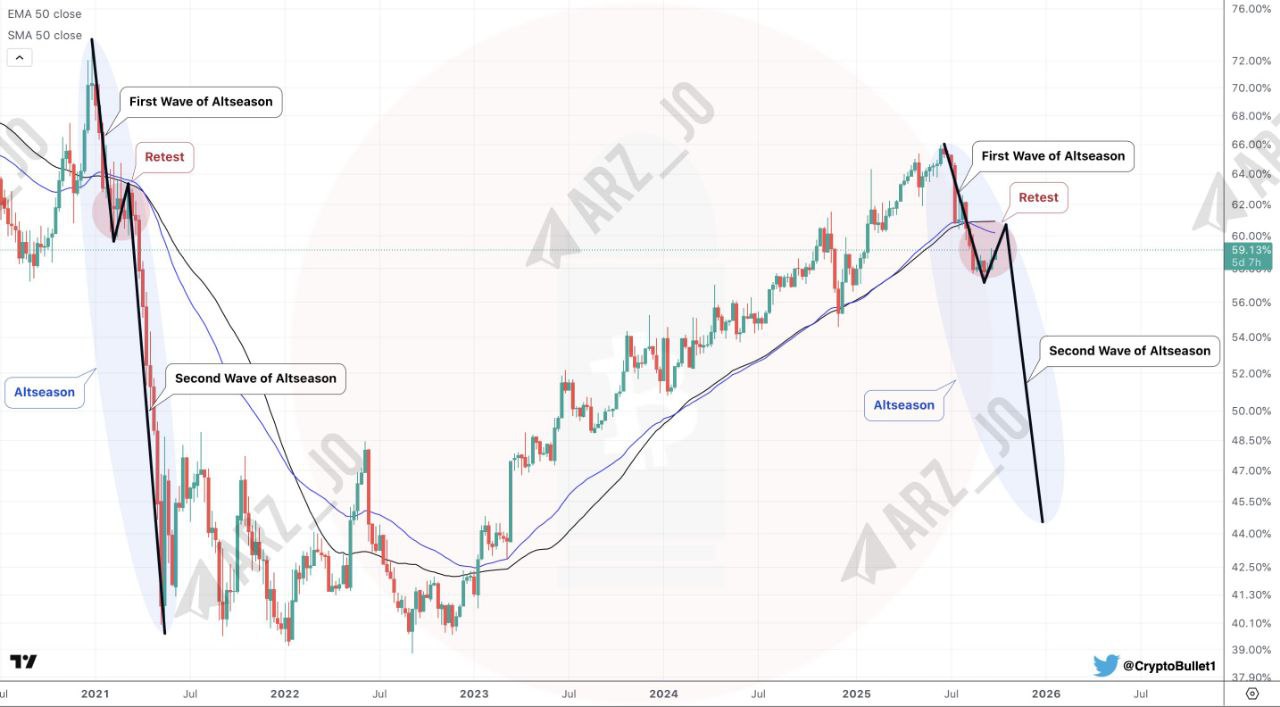 EMA 50 close
SMA 50 close
First Wave of Altseason
Retest
Altseason
Second Wave of Altseason
First Wave of Altseason
Retest
Second Wave of Altseason
Altseason
ARZ_JO
ARZ_JO
ARZ_JO
76.00%
72.00%
70.00%
68.00%
66.00%
64.00%
62.00%
60.00%
59.13%
5d 7h
56.00%
54.00%
52.00%
50.00%
48.50%
47.00%
45.50%
44.00%
42.50%
41.30%
40.10%
39.00%
37.90%
@CryptoBullet1
2021
Jul
2022
Jul
2023
Jul
2024
Jul
2025
Jul
2026
Jul